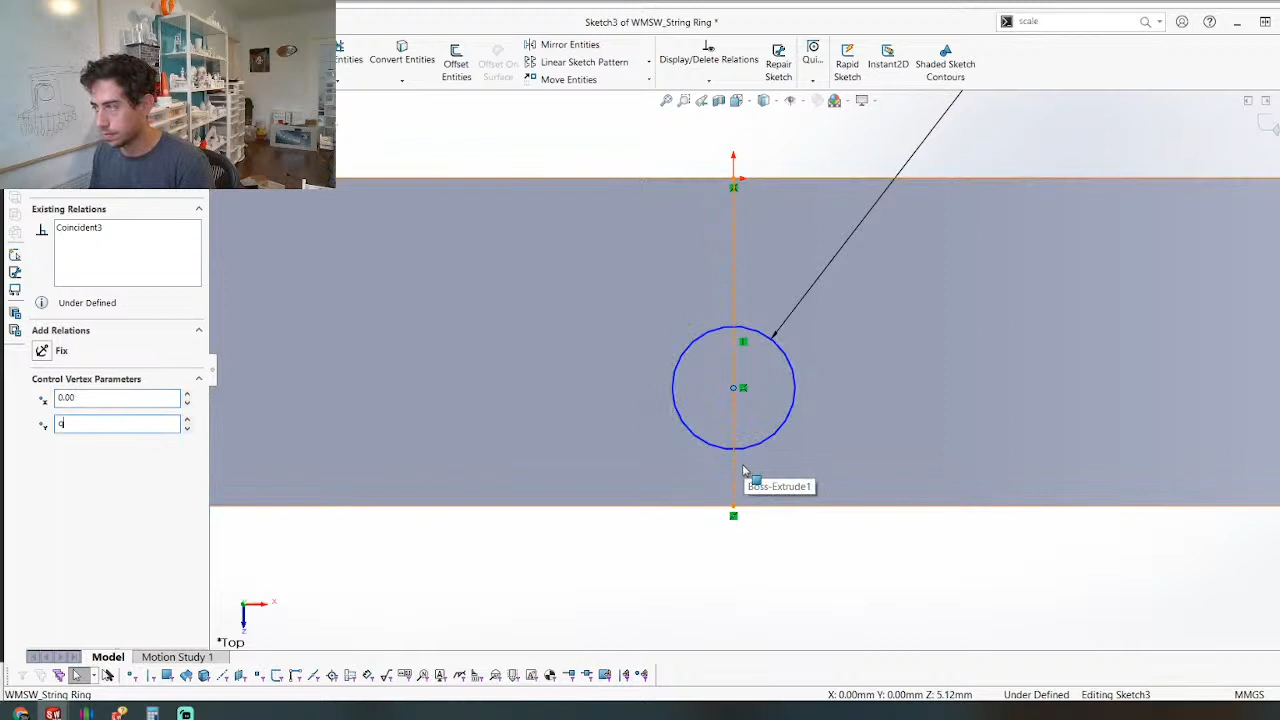 Sketch3 of WMSW_String Ring *
scale
Entities
Convert Entities
Offset Entities
Offset On Surface
Mirror Entities
Linear Sketch Pattern
Move Entities
Display/Delete Relations
Repair Sketch
Qui...
Rapid Sketch
Instant2D
Shaded Sketch Contours
Existing Relations
Coincident3
Under Defined
Add Relations
Fix
Control Vertex Parameters
0.00
q
Boss-Extrude1
X
Z
*Top
Model
Motion Study 1
WMSW_String Ring
X: 0.00mm Y: 0.00mm Z: 5.12mm
Under Defined
Editing Sketch3
MMGS